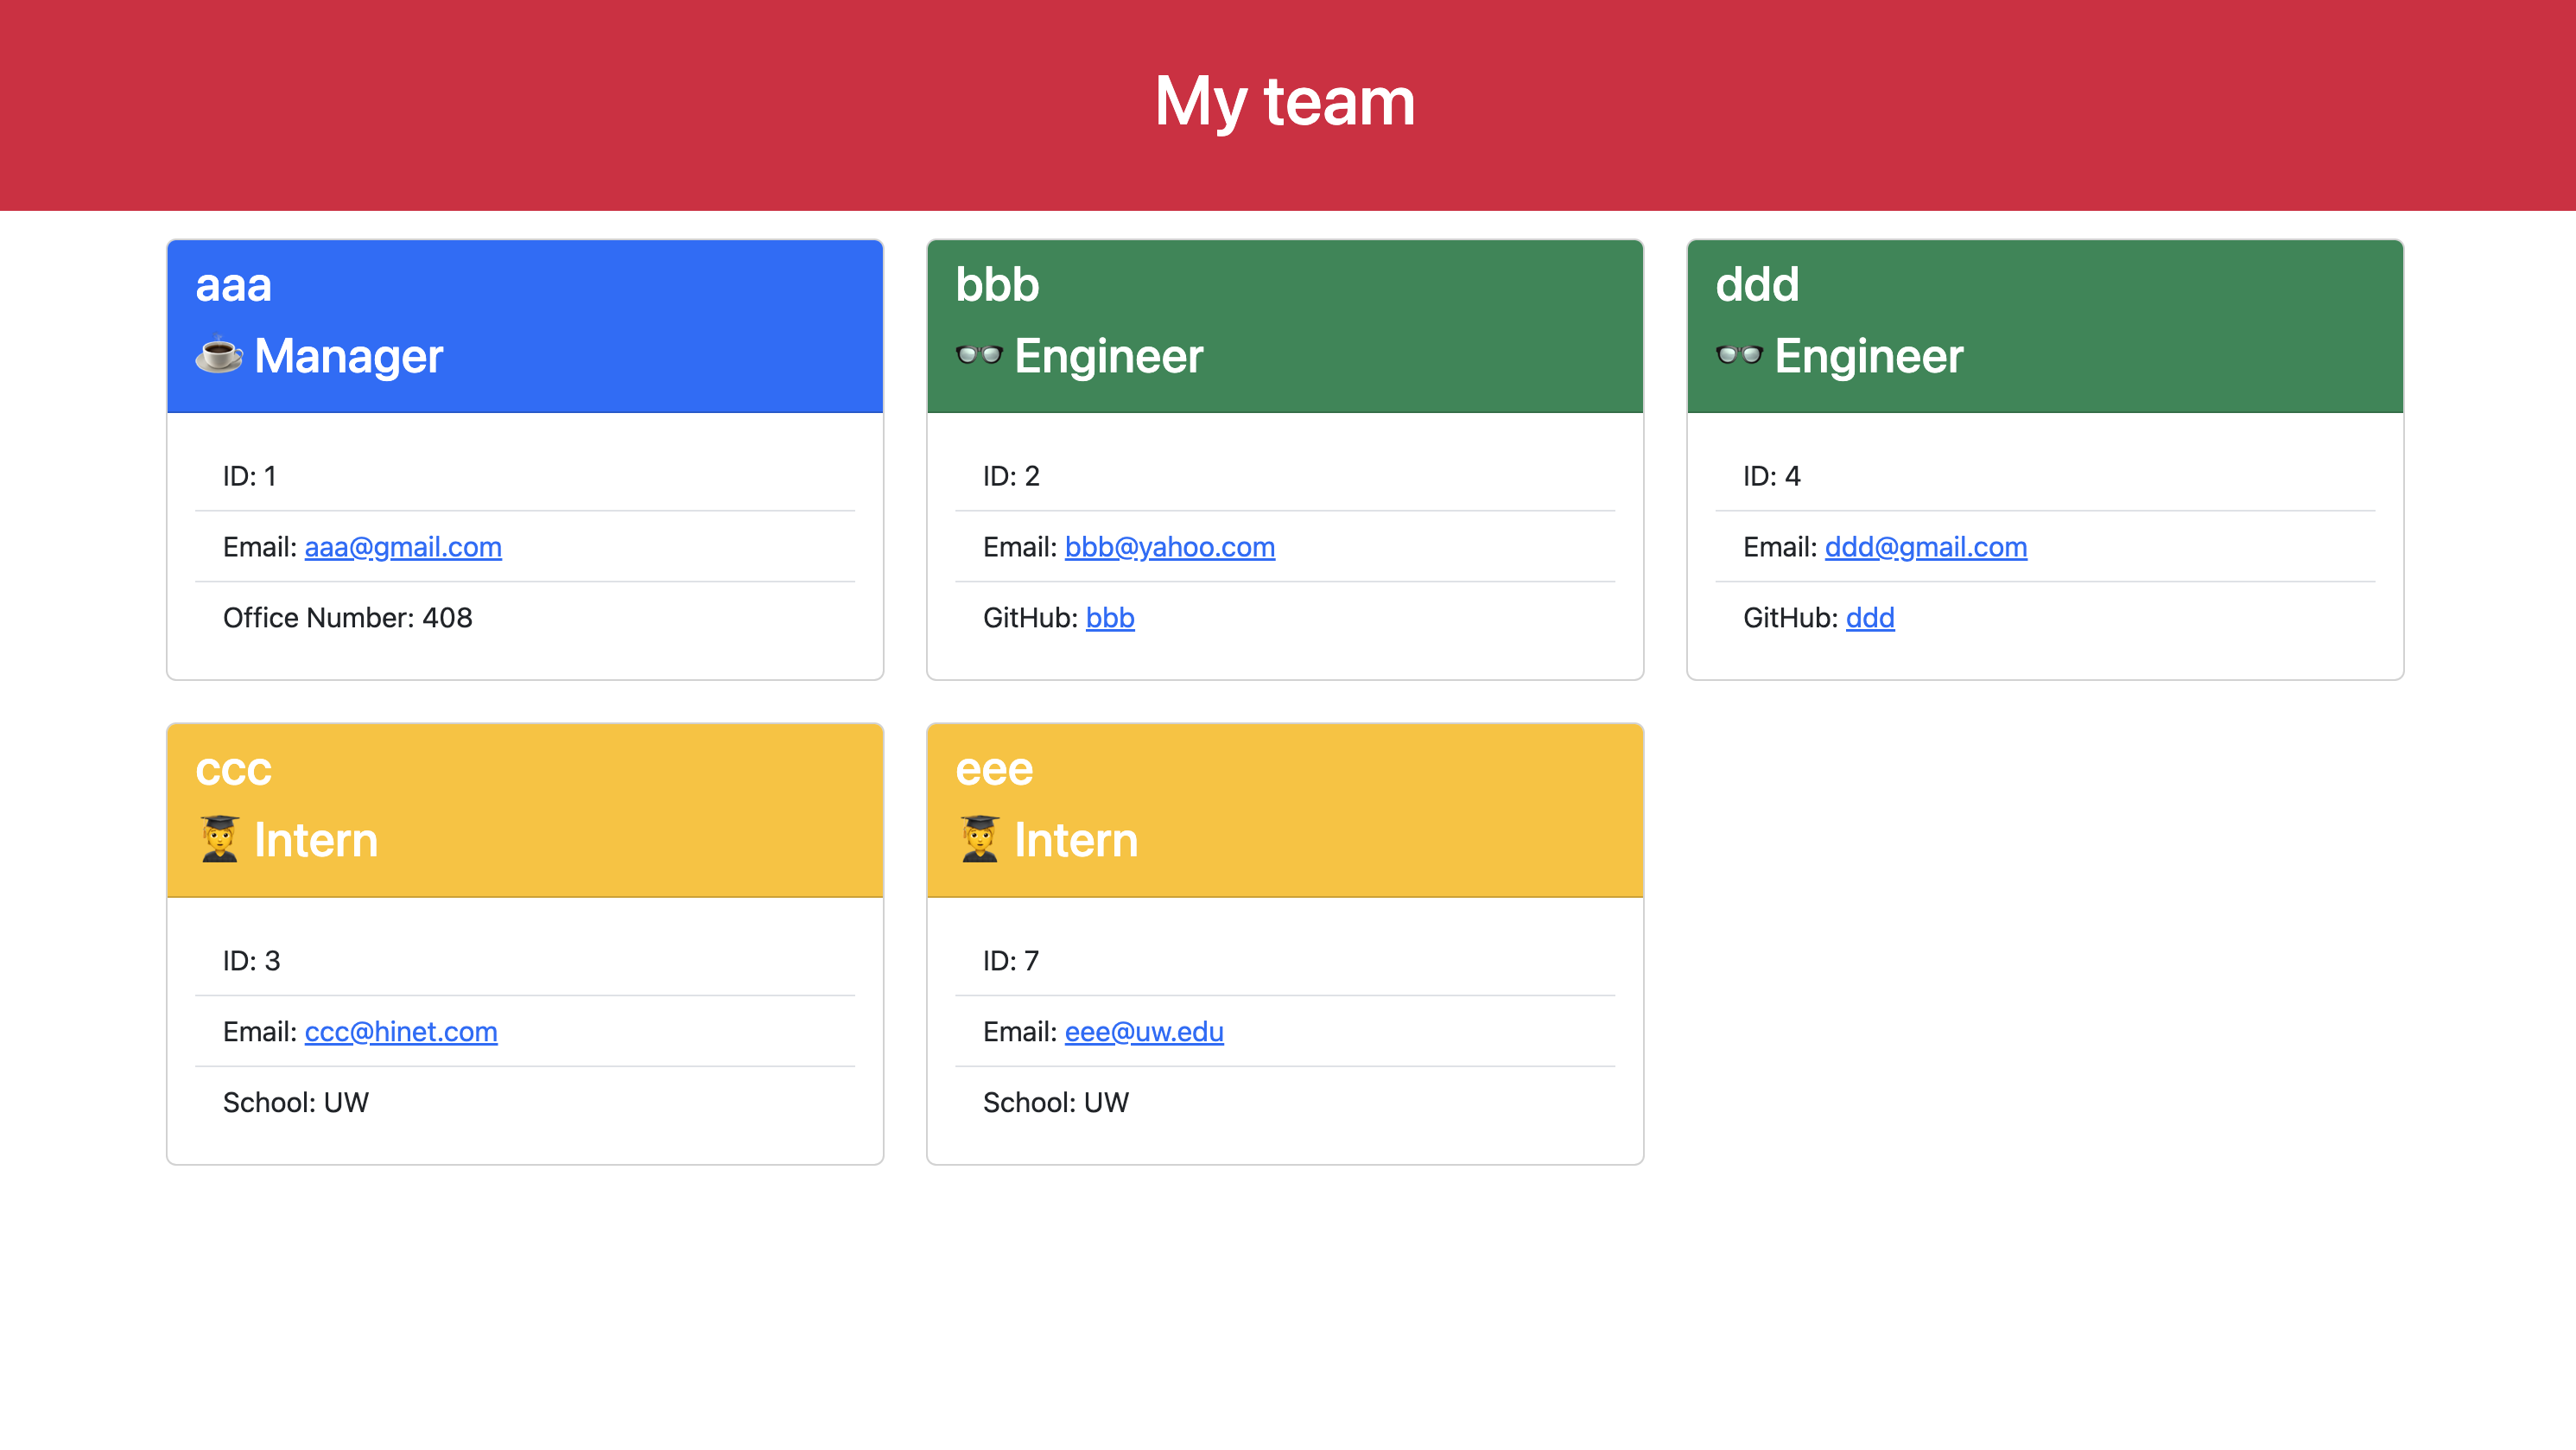 My team
aaa
Manager
ID: 1
Email: aaa@gmail.com
Office Number: 408
bbb
Engineer
ID: 2
Email: bbb@yahoo.com
GitHub: bbb
ddd
Engineer
ID: 4
Email: ddd@gmail.com
GitHub: ddd
ccc
Intern
ID: 3
Email: ccc@hinet.com
School: UW
eee
Intern
ID: 7
Email: eee@uw.edu
School: UW